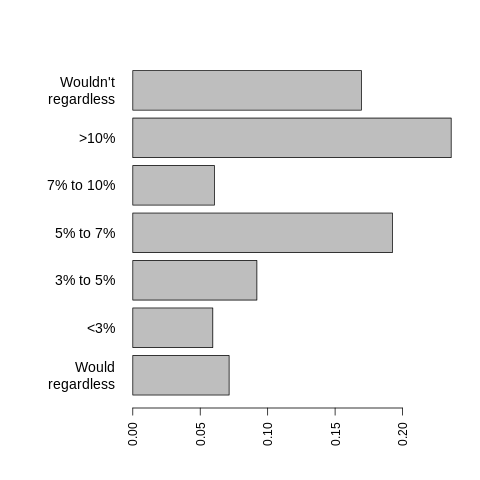 Wouldn't
regardless
>10%
7% to 10%
5% to 7%
3% to 5%
<3%
Would
regardless
0.00
0.05
0.10
0.15
0.20